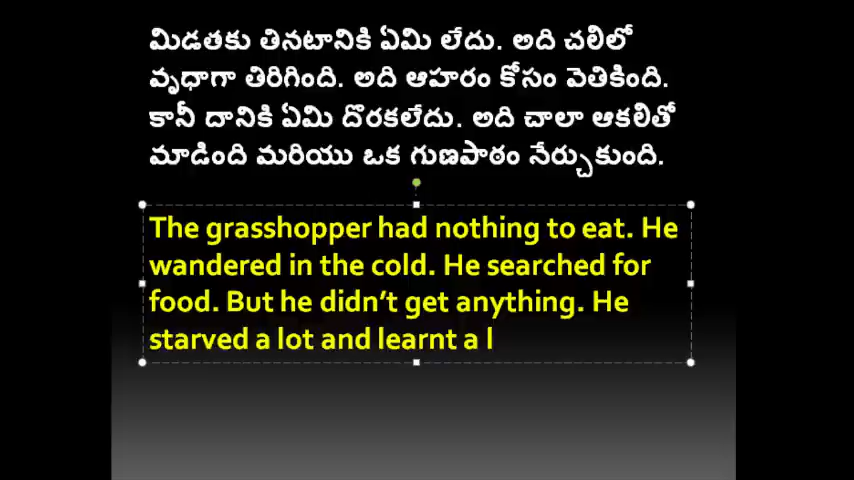 మిడతకు తినటానికి ఏమి లేదు. అది చలిలో
వృధాగా తిరిగింది. అది ఆహరం కోసం వెతికింది.
కానీ దానికి ఏమి దొరకలేదు. అది చాలా ఆకలితో
మాడింది మరియు ఒక గుణపాఠం నేర్చుకుంది.
The grasshopper had nothing to eat. He
wandered in the cold. He searched for
food. But he didn’t get anything. He
starved a lot and learnt a l